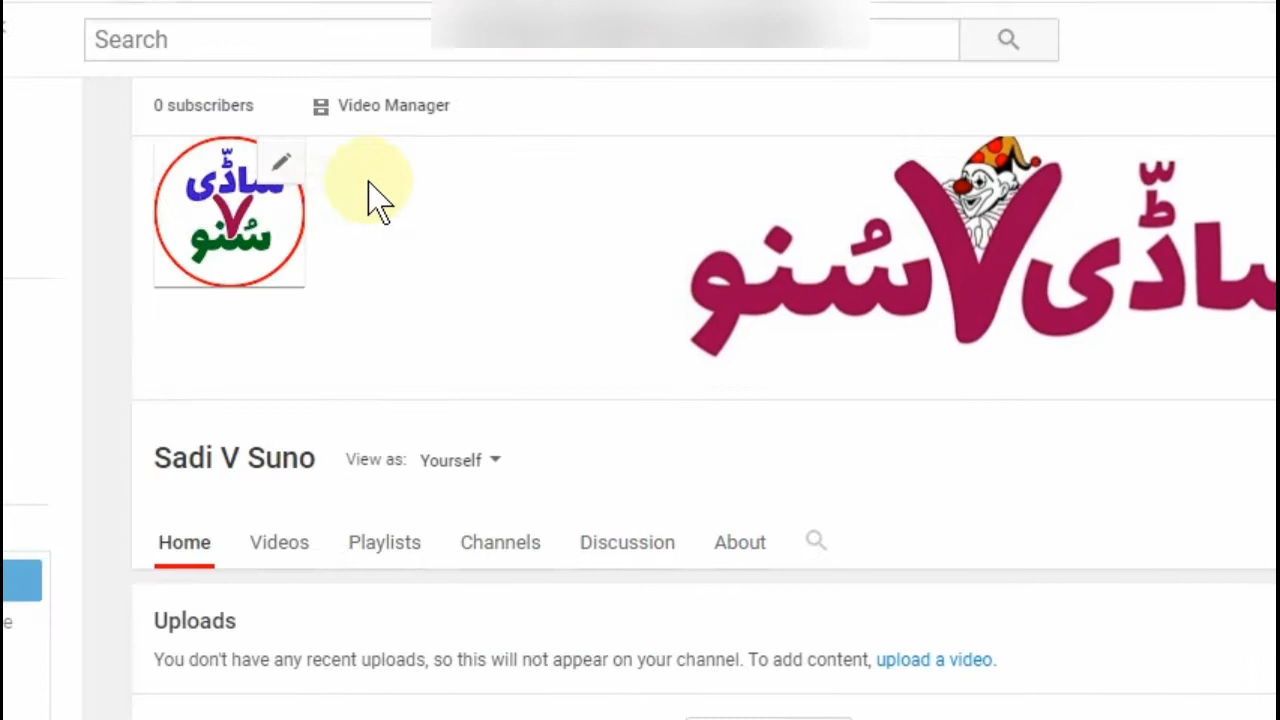 Search
0 subscribers Video Manager
ساڈّی
V
سُنو
ساڈّی V سُنو
Sadi V Suno View as: Yourself
Home Videos Playlists Channels Discussion About
Uploads
You don't have any recent uploads, so this will not appear on your channel. To add content, upload a video.
e